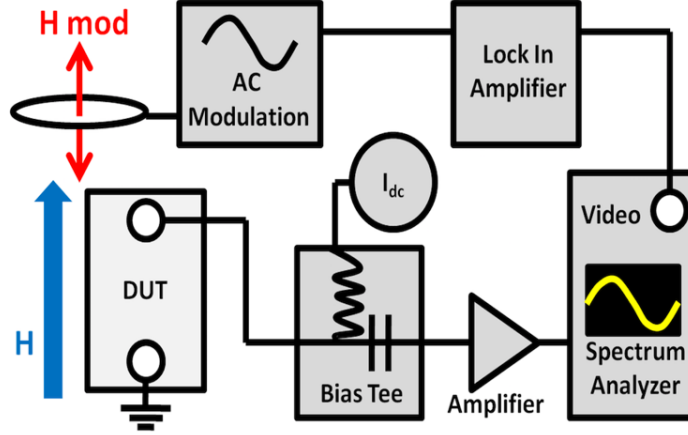 H mod
AC
Modulation
Lock In
Amplifier
Idc
Video
DUT
H
Bias Tee
Amplifier
Spectrum
Analyzer